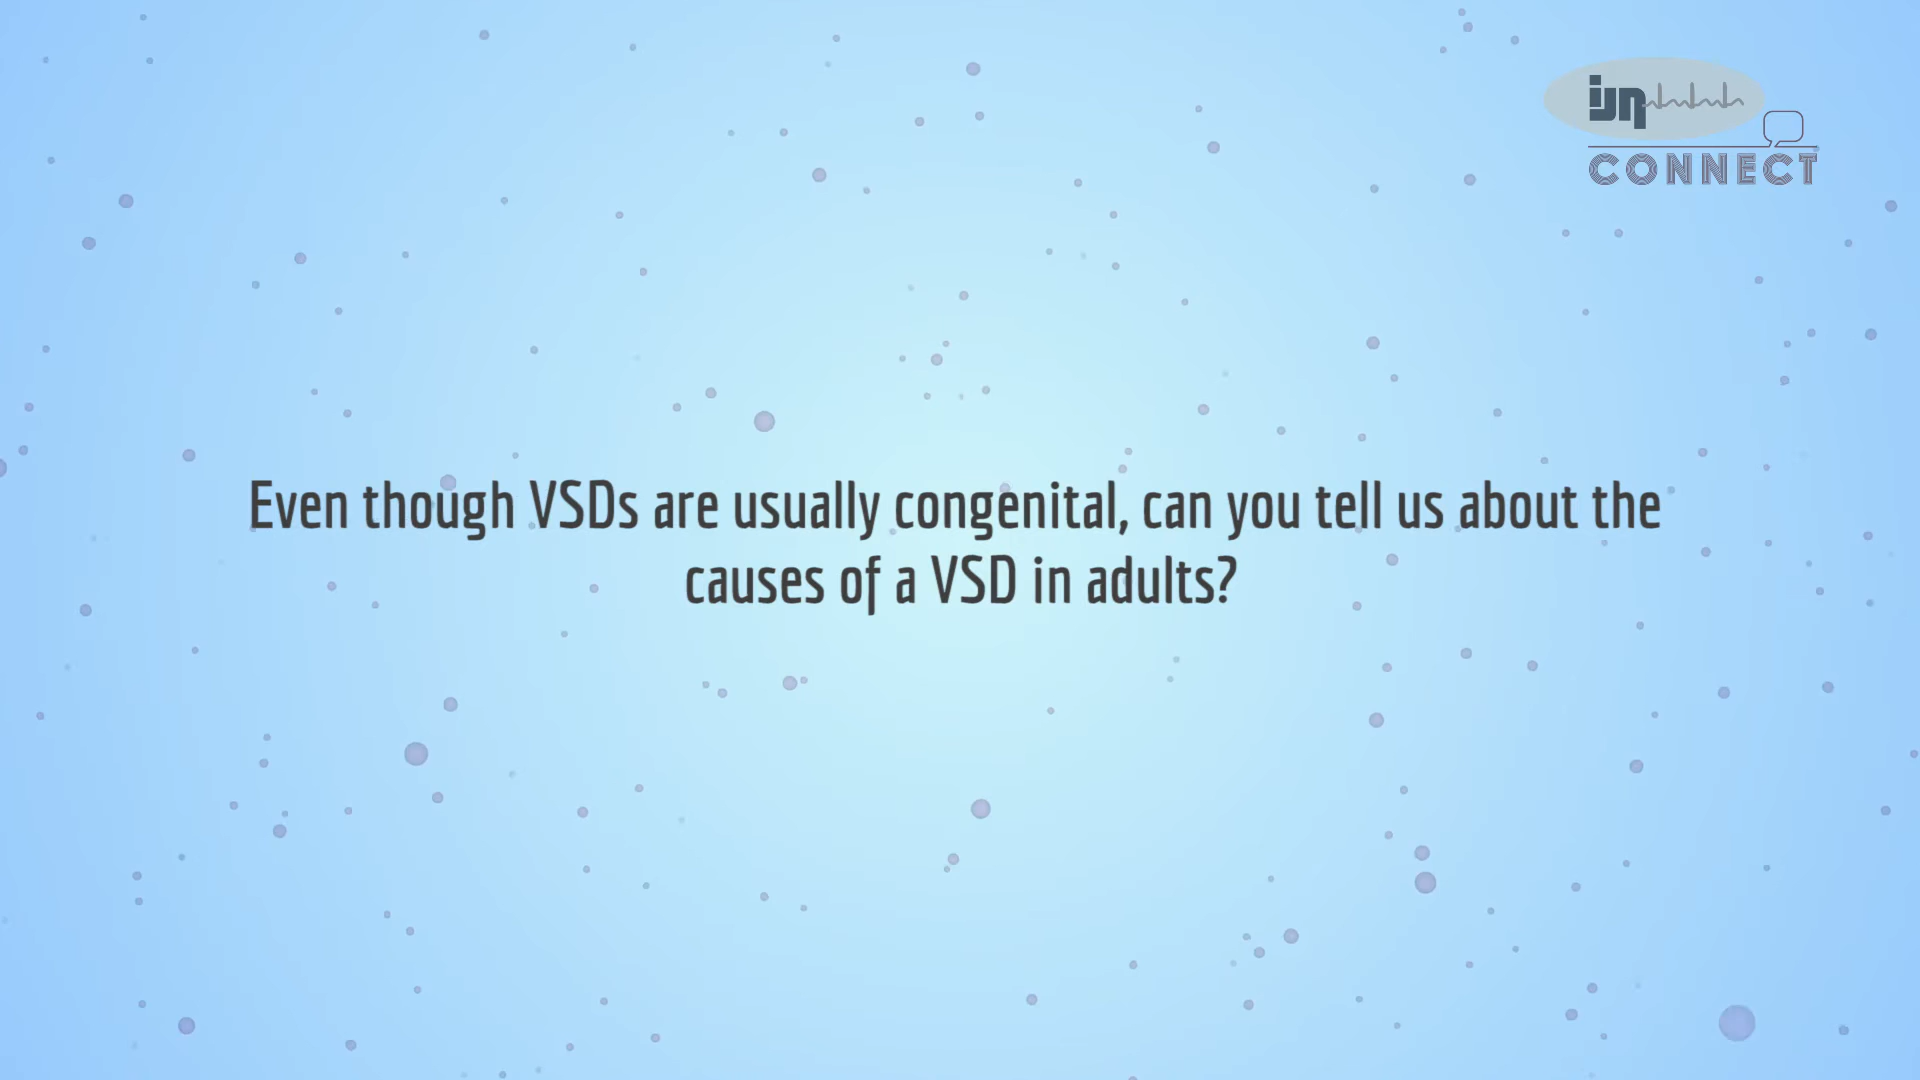 ijn
CONNECT
Even though VSDs are usually congenital, can you tell us about the
causes of a VSD in adults?